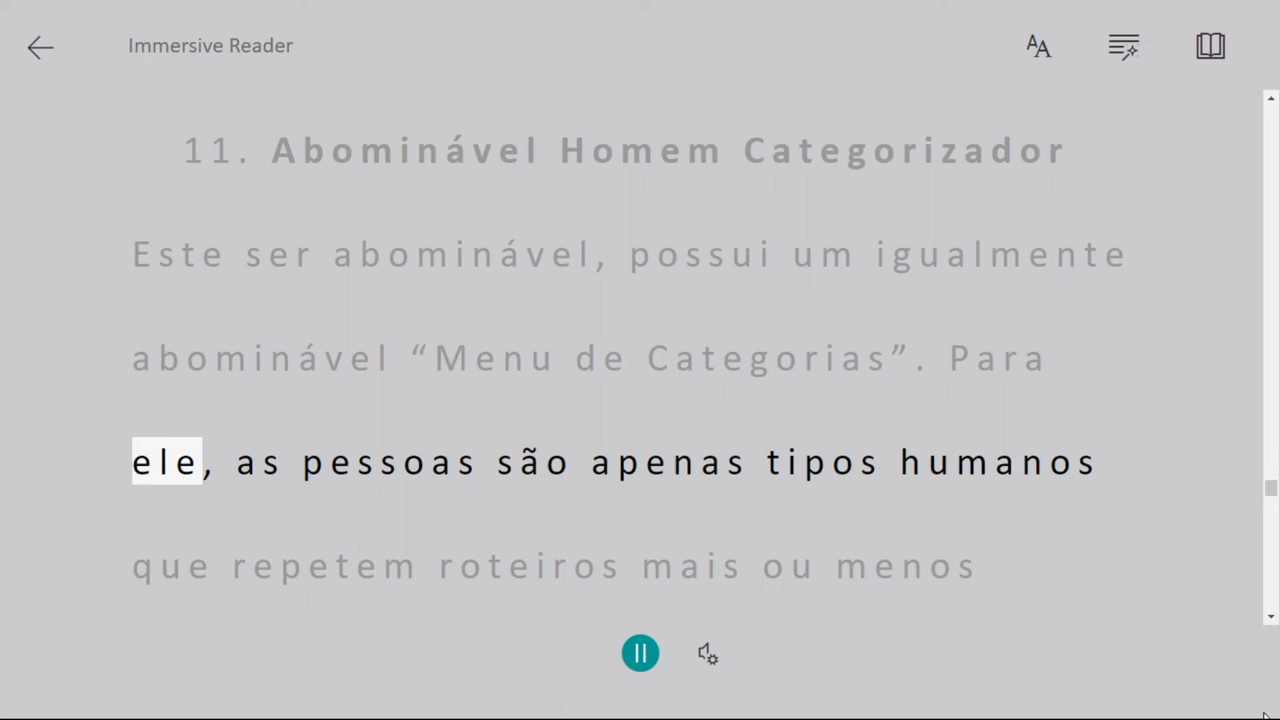 Immersive Reader
11. Abominável Homem Categorizador
Este ser abominável, possui um igualmente
abominável “Menu de Categorias”. Para
ele, as pessoas são apenas tipos humanos
que repetem roteiros mais ou menos